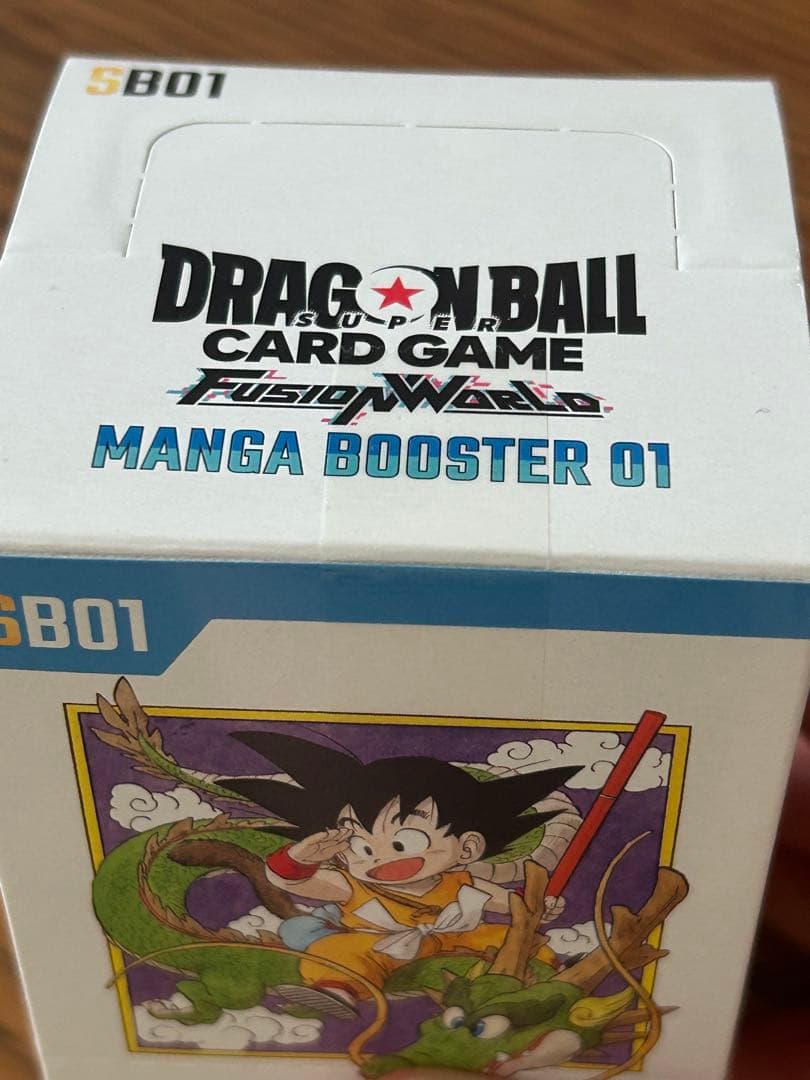 SB01
DRAGON BALL
SUPER
CARD GAME
FUSION WORLD
MANGA BOOSTER 01
SB01